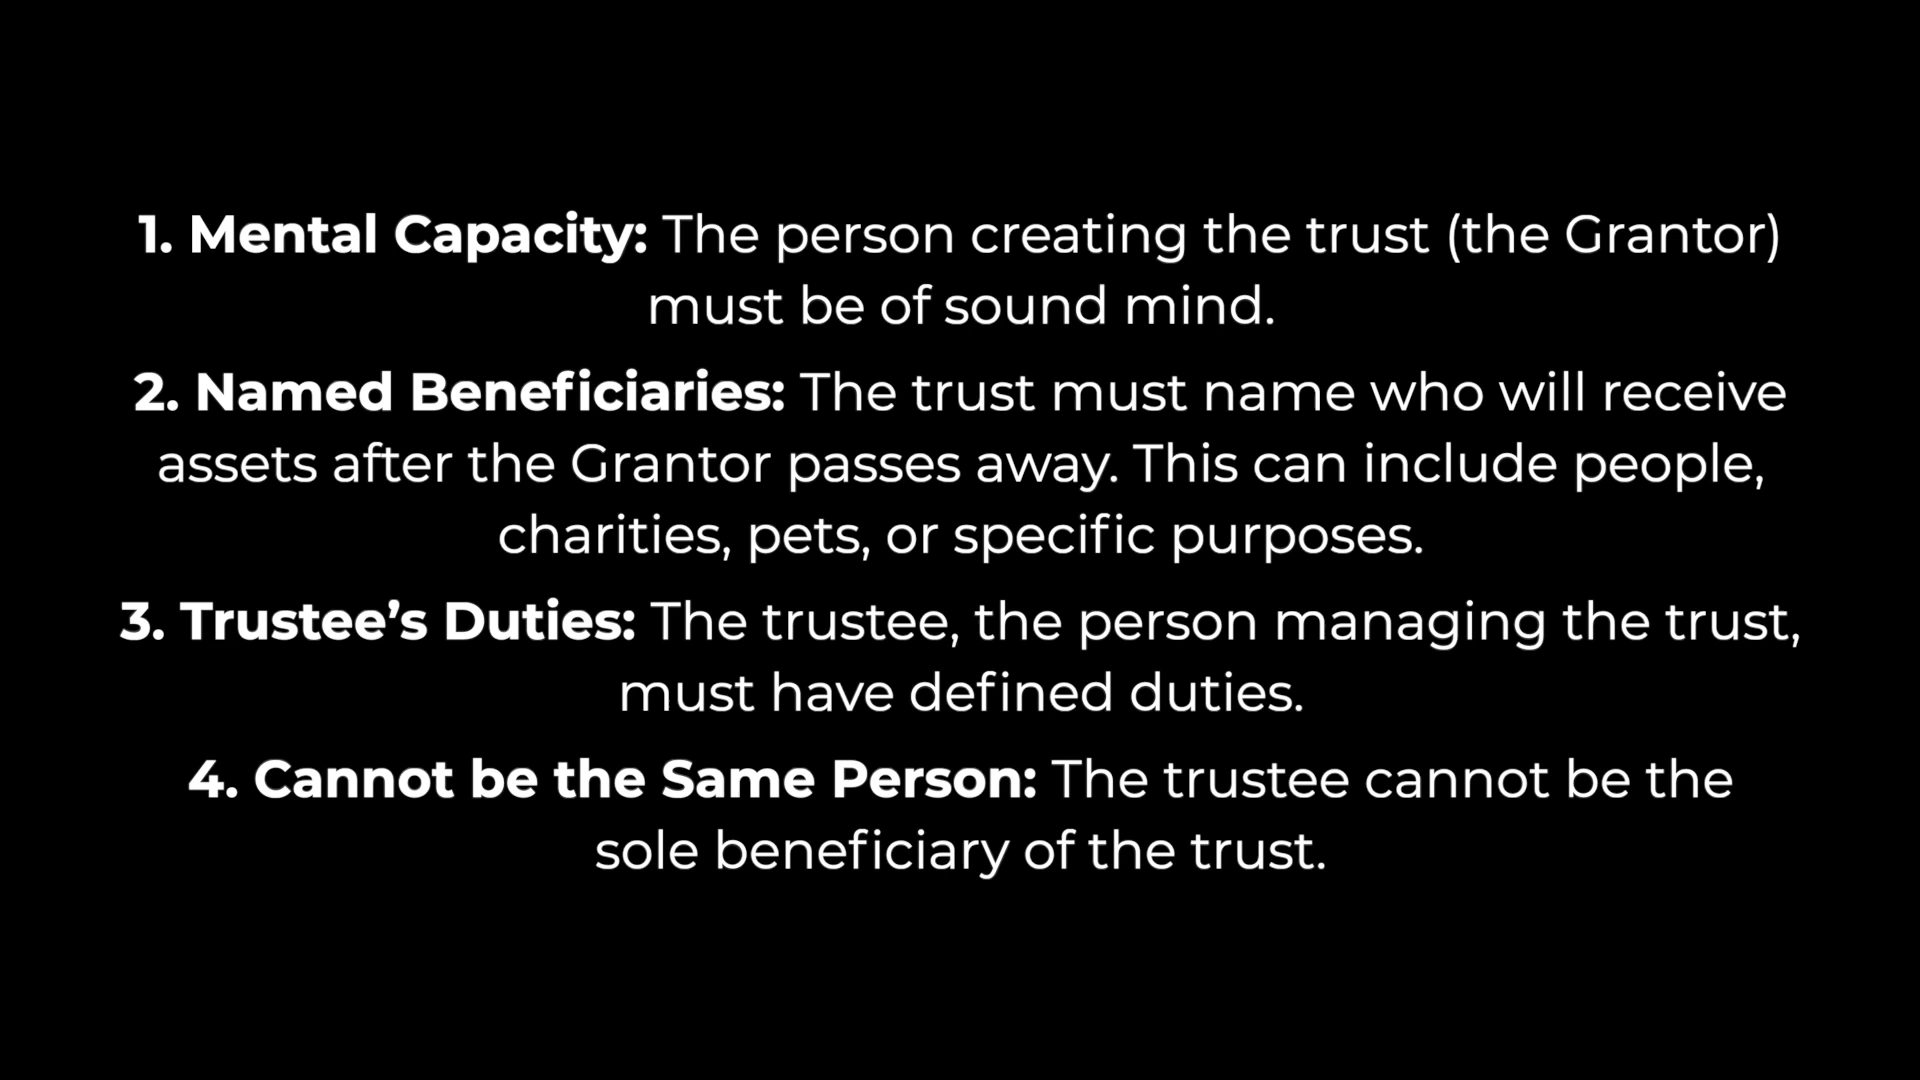 1. Mental Capacity: The person creating the trust (the Grantor)
must be of sound mind.
2. Named Beneficiaries: The trust must name who will receive
assets after the Grantor passes away. This can include people,
charities, pets, or specific purposes.
3. Trustee’s Duties: The trustee, the person managing the trust,
must have defined duties.
4. Cannot be the Same Person: The trustee cannot be the
sole beneficiary of the trust.